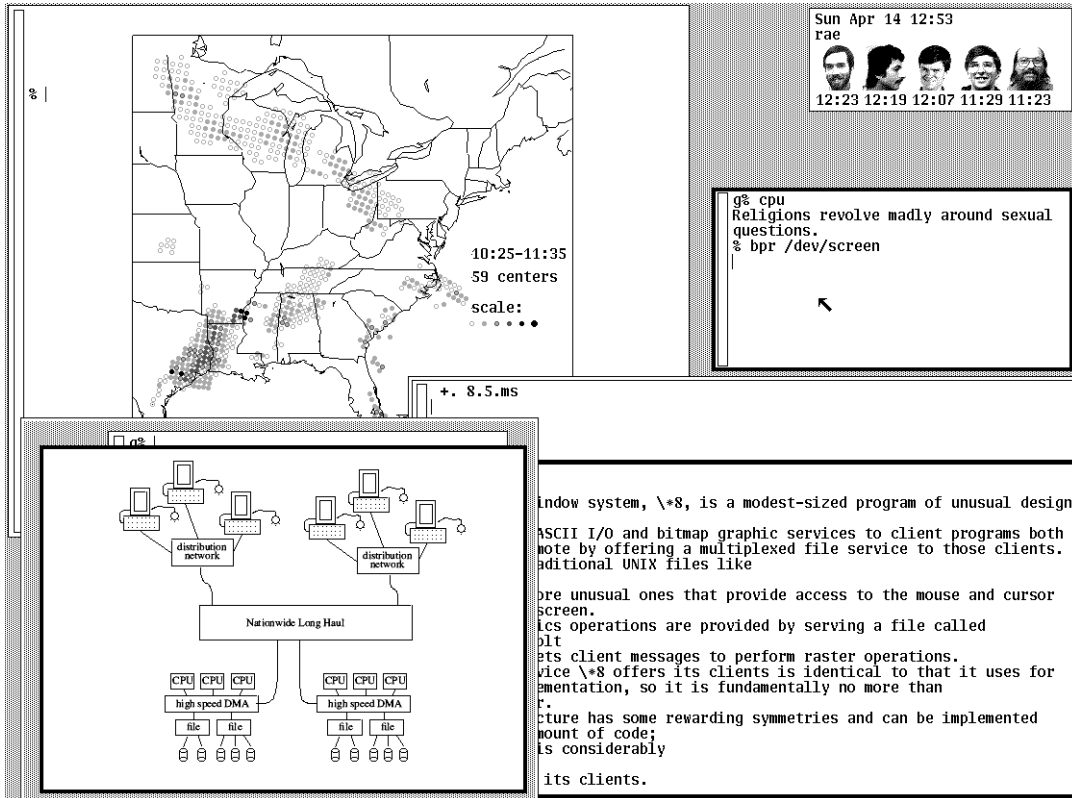 Sun Apr 14 12:53
rae
12:23 12:19 12:07 11:29 11:23
10:25-11:35
59 centers
scale:
g% cpu
Religions revolve madly around sexual
questions.
% bpr /dev/screen
+. 8.5.ms
g%
distribution
network
distribution
network
Nationwide Long Haul
CPU CPU CPU
high speed DMA
file file
CPU CPU CPU
high speed DMA
file file
indow system, \*8, is a modest-sized program of unusual design
ASCII I/O and bitmap graphic services to client programs both
mote by offering a multiplexed file service to those clients.
aditional UNIX files like
ore unusual ones that provide access to the mouse and cursor
screen.
ics operations are provided by serving a file called
olt
ets client messages to perform raster operations.
vice \*8 offers its clients is identical to that it uses for
ementation, so it is fundamentally no more than
r.
cture has some rewarding symmetries and can be implemented
mount of code;
is considerably
its clients.